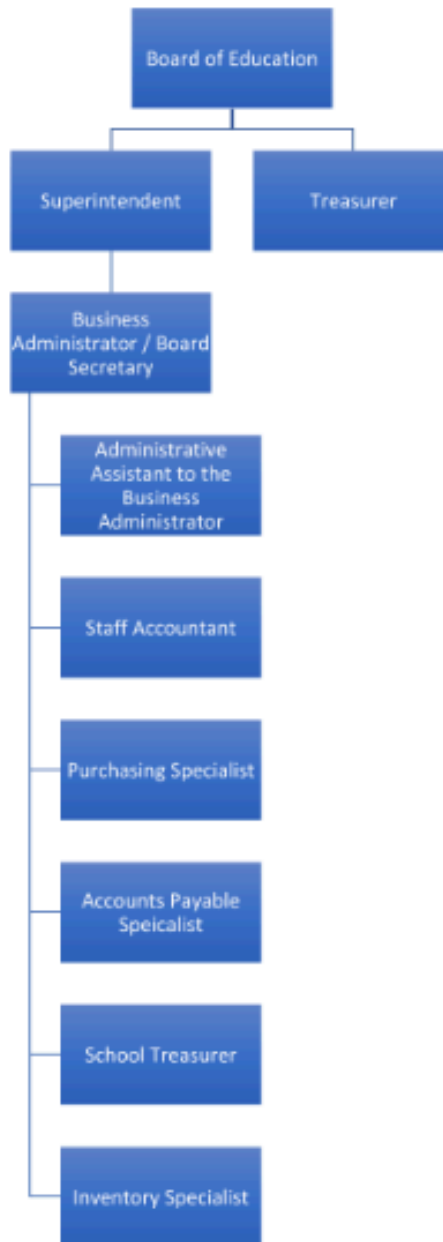 Board of Education
Superintendent
Treasurer
Business
Administrator / Board
Secretary
Administrative
Assistant to the
Business
Administrator
Staff Accountant
Purchasing Specialist
Accounts Payable
Speicalist
School Treasurer
Inventory Specialist